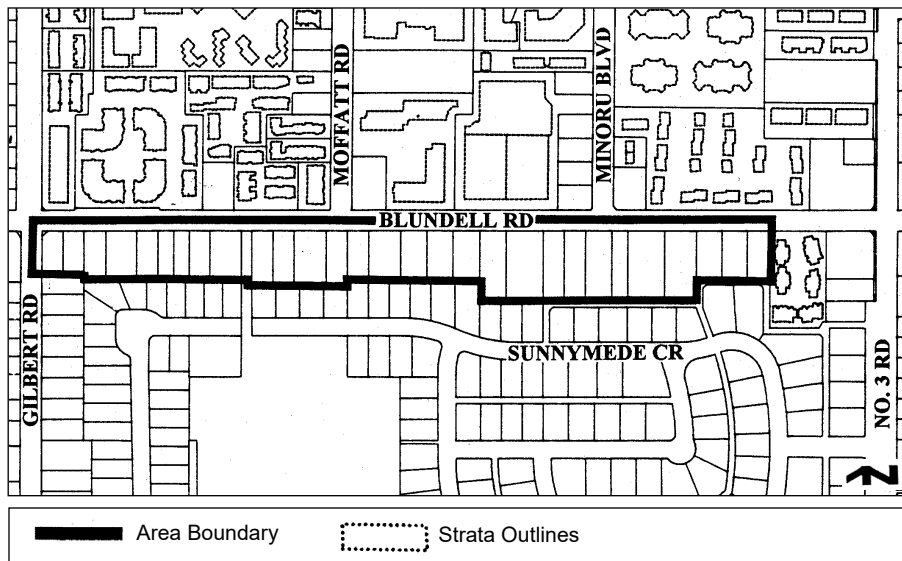 MOFFATT RD
MINORU BLVD
BLUNDELL RD
GILBERT RD
SUNNYMEDE CR
NO. 3 RD
N
Area Boundary
Strata Outlines